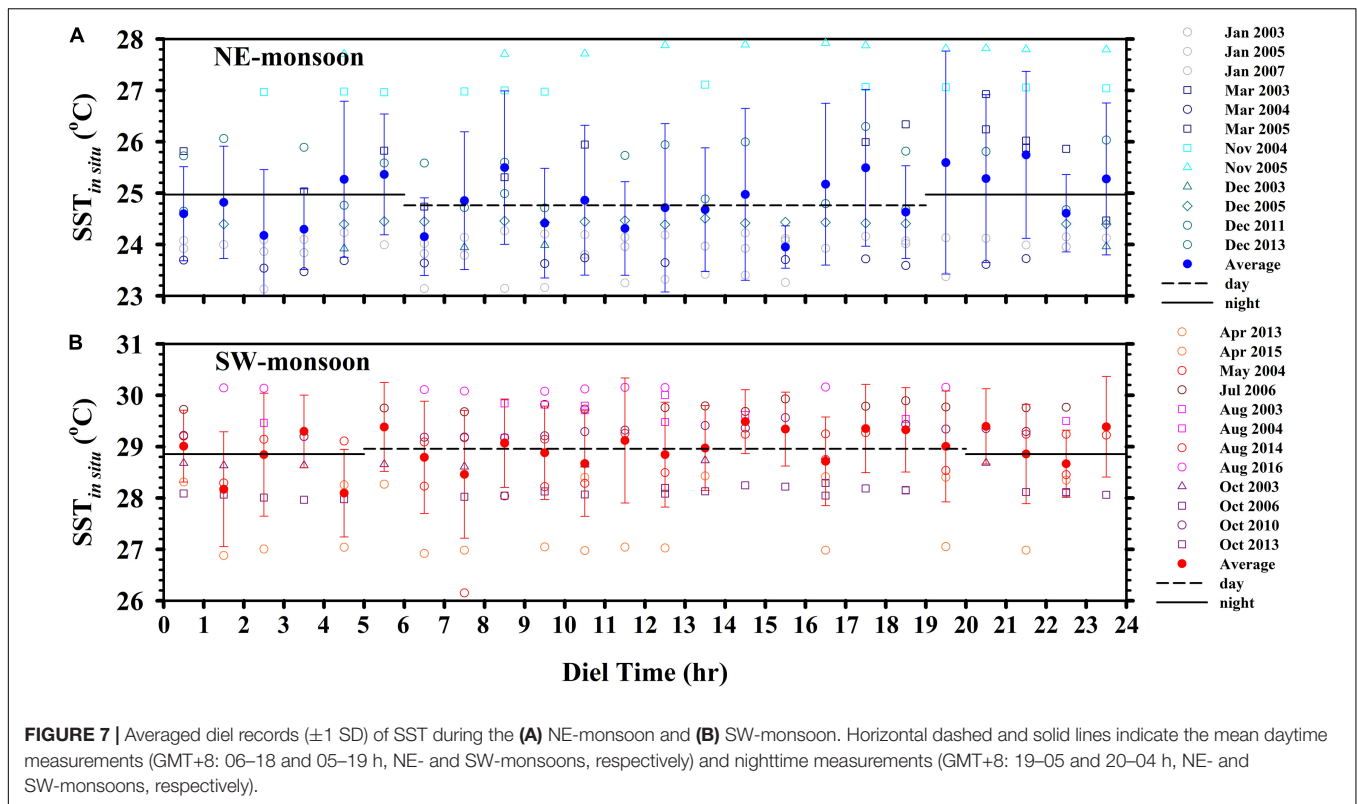 A
NE-monsoon
SST in situ (°C)
28
27
26
25
24
23
Jan 2003
Jan 2005
Jan 2007
Mar 2003
Mar 2004
Mar 2005
Nov 2004
Nov 2005
Dec 2003
Dec 2005
Dec 2011
Dec 2013
Average
day
night
B
SW-monsoon
SST in situ (°C)
31
30
29
28
27
26
Apr 2013
Apr 2015
May 2004
Jul 2006
Aug 2003
Aug 2004
Aug 2014
Aug 2016
Oct 2003
Oct 2006
Oct 2010
Oct 2013
Average
day
night
0 1 2 3 4 5 6 7 8 9 10 11 12 13 14 15 16 17 18 19 20 21 22 23 24
Diel Time (hr)
FIGURE 7 | Averaged diel records (±1 SD) of SST during the (A) NE-monsoon and (B) SW-monsoon. Horizontal dashed and solid lines indicate the mean daytime
measurements (GMT+8: 06–18 and 05–19 h, NE- and SW-monsoons, respectively) and nighttime measurements (GMT+8: 19–05 and 20–04 h, NE- and
SW-monsoons, respectively).